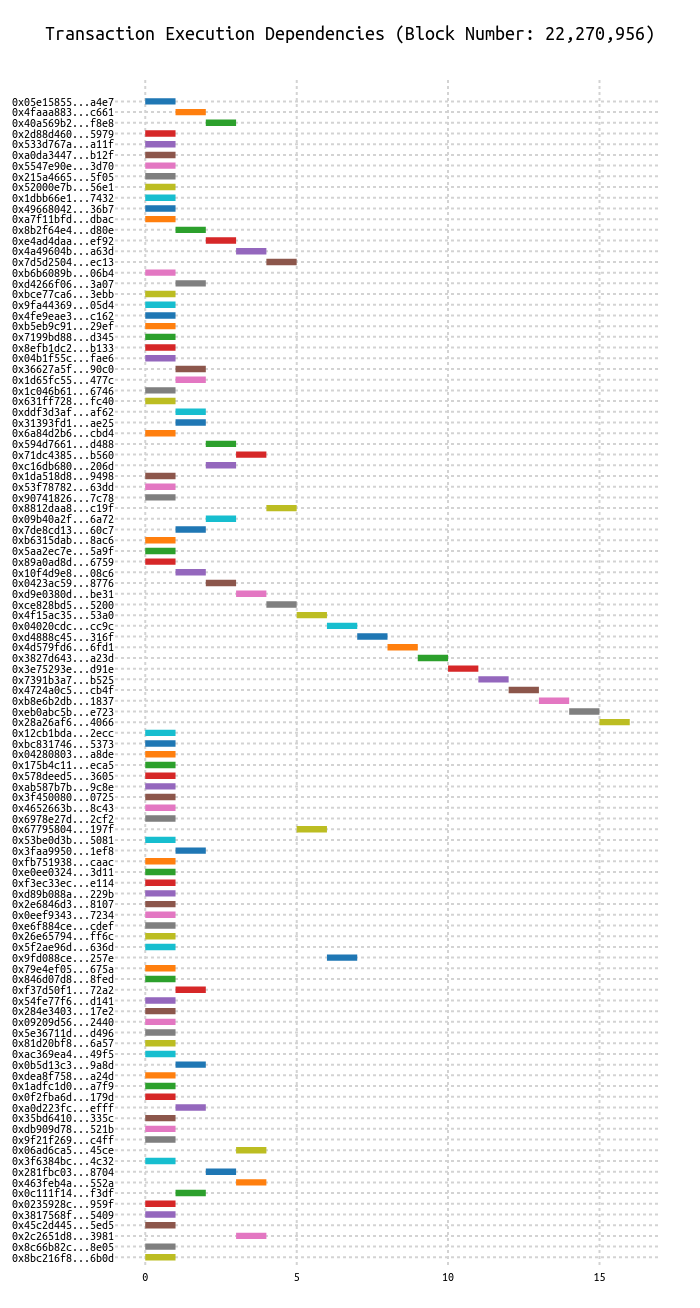 Transaction Execution Dependencies (Block Number: 22,270,956)
0x05e15855...a4e7
0x4faaa883...c661
0x40a569b2...f8e8
0x2d88d460...5979
0x533d767a...a11f
0xa0da3447...b12f
0x5547e90e...3d70
0x215a4665...5f05
0x52000e7b...56e1
0x1dbb66e1...7432
0x49668042...36b7
0xa7f11bfd...dbac
0x8b2f64e4...d80e
0xe4ad4daa...ef92
0x4a49604b...a63d
0x7d5d2504...ec13
0xb6b6089b...06b4
0xd4266f06...3a07
0xbce77ca6...3ebb
0x9fa44369...05d4
0x4fe9eae3...c162
0xb5eb9c91...29ef
0x7199bd88...d345
0x8efb1dc2...b133
0x04b1f55c...fae6
0x36627a5f...90c0
0x1d65fc55...477c
0x1c046b61...6746
0x631ff728...fc40
0xddf3d3af...af62
0x31393fd1...ae25
0x6a84d2b6...cbd4
0x594d7661...d488
0x71dc4385...b560
0xc16db680...206d
0x1da518d8...9498
0x53f78782...63dd
0x90741826...7c78
0x8812daa8...c19f
0x09b40a2f...6a72
0x7de8cd13...60c7
0xb6315dab...8ac6
0x5aa2ec7e...5a9f
0x89a0ad8d...6759
0x10f4d9e8...08c6
0x0423ac59...8776
0xd9e0380d...be31
0xce828bd5...5200
0x4f15ac35...53a0
0x04020cdc...cc9c
0xd4888c45...316f
0x4d579fd6...6fd1
0x3827d643...a23d
0x3e75293e...d91e
0x7391b3a7...b525
0x4724a0c5...cb4f
0xb8e6b2db...1837
0xeb0abc5b...e723
0x28a26af6...4066
0x12cb1bda...2ecc
0xbc831746...5373
0x04280803...a8de
0x175b4c11...eca5
0x578deed5...3605
0xab587b7b...9c8e
0x3f450080...0725
0x4652663b...8c43
0x6978e27d...2cf2
0x67795804...197f
0x53be0d3b...5081
0x3faa9950...1ef8
0xfb751938...caac
0xe0ee0324...3d11
0xf3ec33ec...e114
0xd89b088a...229b
0x2e6846d3...8107
0x0eef9343...7234
0xe6f884ce...cdef
0x26e65794...ff6c
0x5f2ae96d...636d
0x9fd088ce...257e
0x79e4ef05...675a
0x846d07d8...8fed
0xf37d50f1...72a2
0x54fe77f6...d141
0x284e3403...17e2
0x09209d56...2440
0x5e36711d...d496
0x81d20bf8...6a57
0xac369ea4...49f5
0x0b5d13c3...9a8d
0xdea8f758...a24d
0x1adfc1d0...a7f9
0x0f2fba6d...179d
0xa0d223fc...efff
0x35bd6410...335c
0xdb909d78...521b
0x9f21f269...c4ff
0x06ad6ca5...45ce
0x3f6384bc...4c32
0x281fbc03...8704
0x463feb4a...552a
0x0c111f14...f3df
0x0235928c...959f
0x3817568f...5409
0x45c2d445...5ed5
0x2c2651d8...3981
0x8c66b82c...8e05
0x8bc216f8...6b0d
0 5 10 15